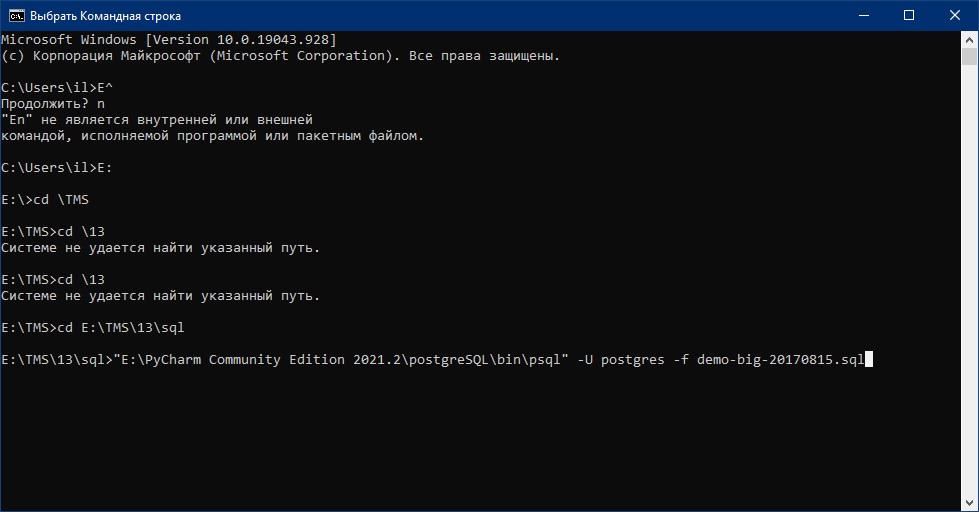 Выбрать Командная строка
Microsoft Windows [Version 10.0.19043.928]
(c) Корпорация Майкрософт (Microsoft Corporation). Все права защищены.
C:\Users\il>E^
Продолжить? n
"En" не является внутренней или внешней
командой, исполняемой программой или пакетным файлом.
C:\Users\il>E:
E:\>cd \TMS
E:\TMS>cd \13
Системе не удается найти указанный путь.
E:\TMS>cd \13
Системе не удается найти указанный путь.
E:\TMS>cd E:\TMS\13\sql
E:\TMS\13\sql>"E:\PyCharm Community Edition 2021.2\postgreSQL\bin\psql" -U postgres -f demo-big-20170815.sql